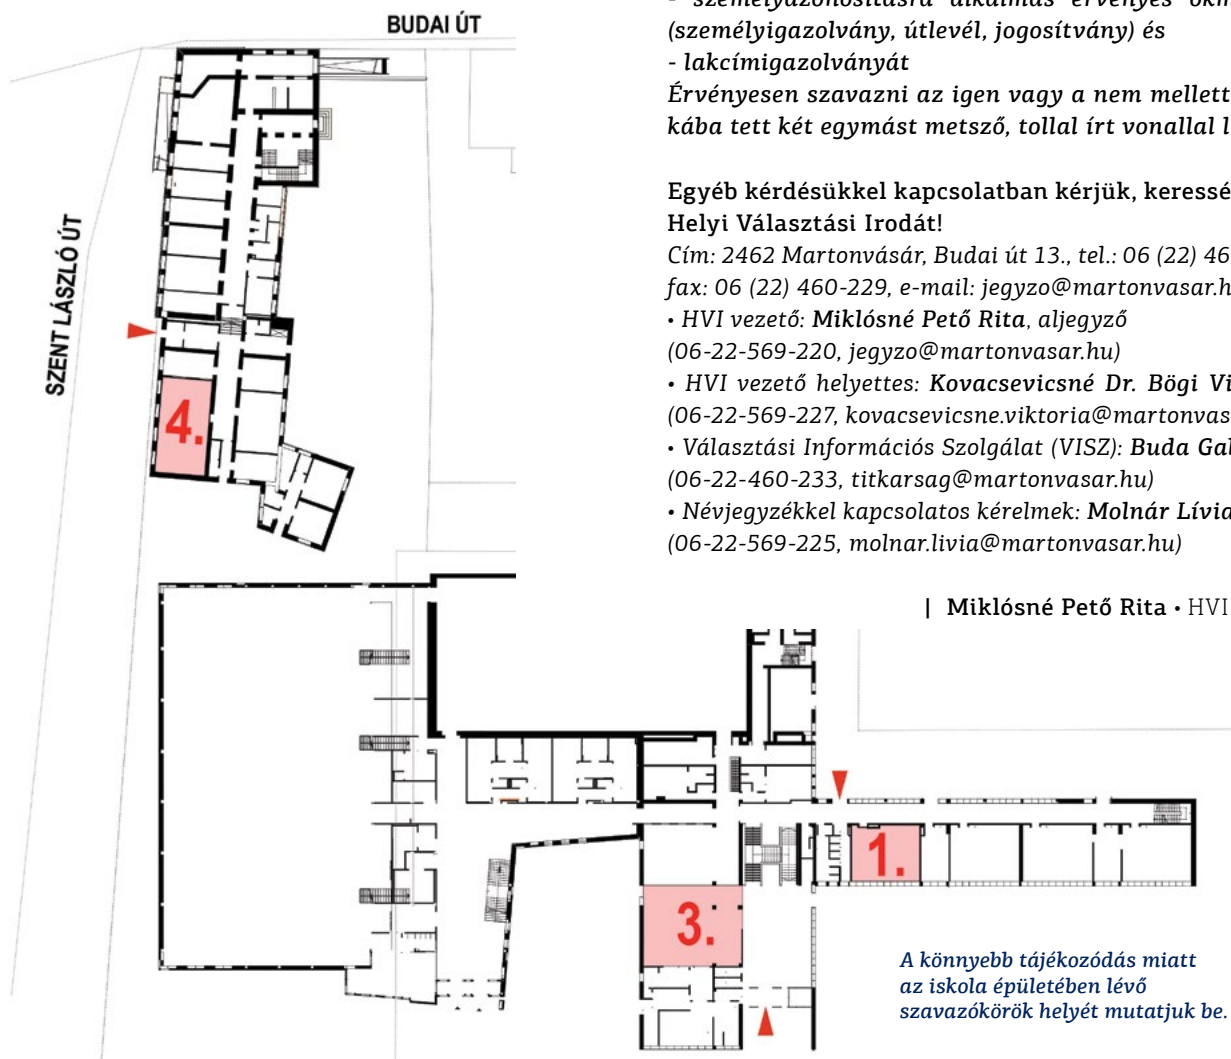 BUDAI ÚT
SZENT LÁSZLÓ ÚT
4.
- személyazonosításra alkalmas érvényes
(személyigazolvány, útlevél, jogosítvány) és
- lakcímigazolványát
Érvényesen szavazni az igen vagy a nem mellett
kába tett két egymást metsző, tollal írt vonallal
Egyéb kérdésükkel kapcsolatban kérjük,
Helyi Választási Irodát!
Cím: 2462 Martonvásár, Budai út 13., tel.: 06 (22) 46
fax: 06 (22) 460-229, e-mail: jegyzo@martonvasar.h
• HVI vezető: Miklósné Pető Rita, aljegyző
(06-22-569-220, jegyzo@martonvasar.hu)
• HVI vezető helyettes: Kovacsevicsné Dr. Bögi Vi
(06-22-569-227, kovacsevicsne.viktoria@martonvas
• Választási Információs Szolgálat (VISZ): Buda Ga
(06-22-460-233, titkarsag@martonvasar.hu)
• Névjegyzékkel kapcsolatos kérelmek: Molnár Lívia
(06-22-569-225, molnar.livia@martonvasar.hu)
| Miklósné Pető Rita • HVI
1.
3.
A könnyebb tájékozódás miatt
az iskola épületében lévő
szavazókörök helyét mutatjuk be.